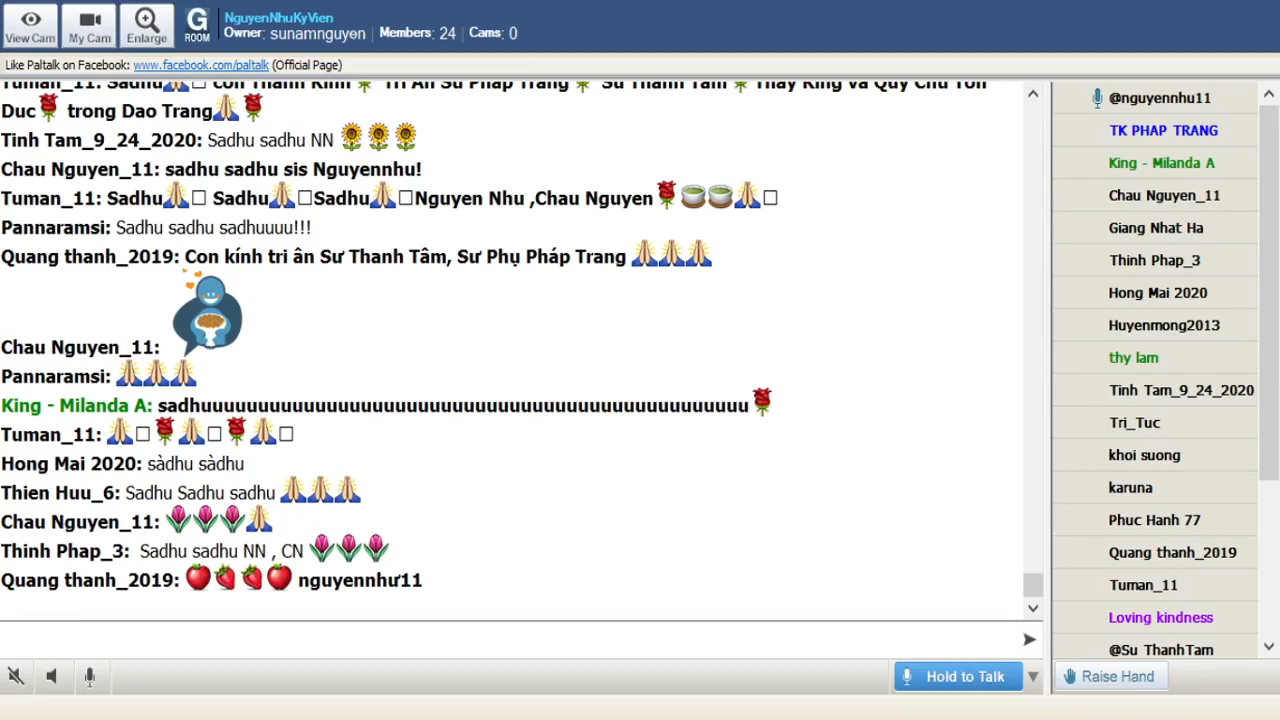 NguyenNhuKyVien
View Cam
My Cam
Enlarge
G
ROOM
Owner: sunamnguyen | Members: 24 | Cams: 0
Like Paltalk on Facebook: www.facebook.com/paltalk (Official Page)
Tuman_11: Sadhu🙏□ con Thanh Kinh🌹 Tri An Su Phap Trang🌹 Su Thanh Tam🌹Thay King va Quy Chu Ton
Duc🌹 trong Dao Trang🙏🌹
Tinh Tam_9_24_2020: Sadhu sadhu NN 🌻🌻🌻
Chau Nguyen_11: sadhu sadhu sis Nguyennhu!
Tuman_11: Sadhu🙏□ Sadhu🙏□Sadhu🙏□Nguyen Nhu ,Chau Nguyen🌹🍵🍵🙏□
Pannaramsi: Sadhu sadhu sadhuuuu!!!
Quang thanh_2019: Con kính tri ân Sư Thanh Tâm, Sư Phụ Pháp Trang 🙏🙏🙏
Chau Nguyen_11:
Pannaramsi: 🙏🙏🙏
King - Milanda A: sadhuuuuuuuuuuuuuuuuuuuuuuuuuuuuuuuuuuuuuuuuu🌹
Tuman_11: 🙏□🌹🙏□🌹🙏□
Hong Mai 2020: sàdhu sàdhu
Thien Huu_6: Sadhu Sadhu sadhu 🙏🙏🙏
Chau Nguyen_11: 🌷🌷🌷🙏
Thinh Phap_3: Sadhu sadhu NN , CN 🌷🌷🌷
Quang thanh_2019: 🍎🍓🍓🍎 nguyennhư11
@nguyennhu11
TK PHAP TRANG
King - Milanda A
Chau Nguyen_11
Giang Nhat Ha
Thinh Phap_3
Hong Mai 2020
Huyenmong2013
thy lam
Tinh Tam_9_24_2020
Tri_Tuc
khoi suong
karuna
Phuc Hanh 77
Quang thanh_2019
Tuman_11
Loving kindness
@Su ThanhTam
Hold to Talk
Raise Hand